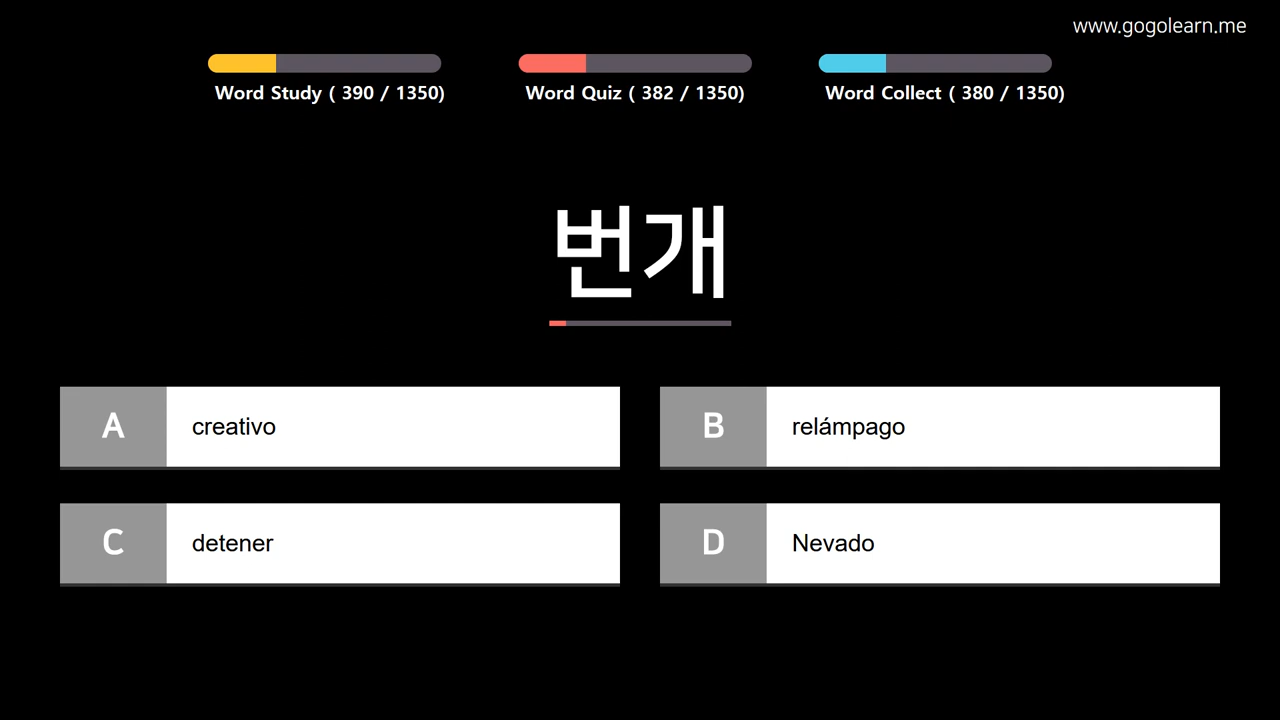 www.gogolearn.me
Word Study ( 390 / 1350)
Word Quiz ( 382 / 1350)
Word Collect ( 380 / 1350)
번개
A creativo
B relámpago
C detener
D Nevado